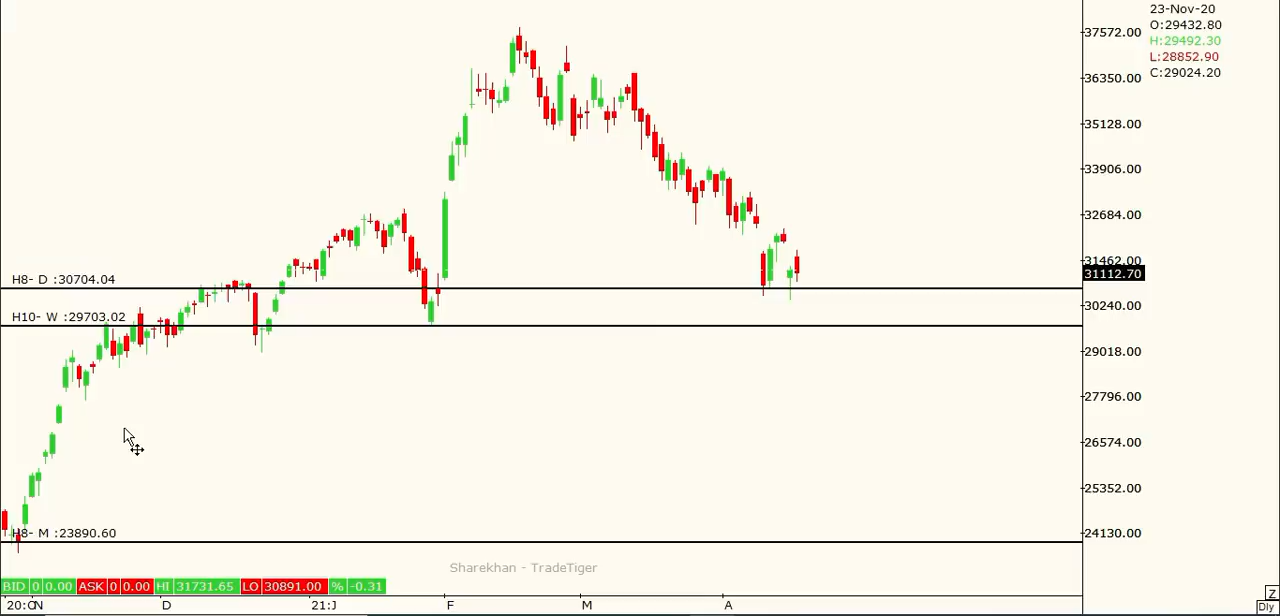 23-Nov-20
O:29432.80
H:29492.30
L:28852.90
C:29024.20
37572.00
36350.00
35128.00
33906.00
32684.00
31462.00
31112.70
30240.00
29018.00
27796.00
26574.00
25352.00
24130.00
H8- D :30704.04
H10- W :29703.02
H8- M :23890.60
Sharekhan - TradeTiger
BID 0 0.00 ASK 0 0.00 HI 31731.65 LO 30891.00 % -0.31
20:ON D 21:J F M A
Z
Dly